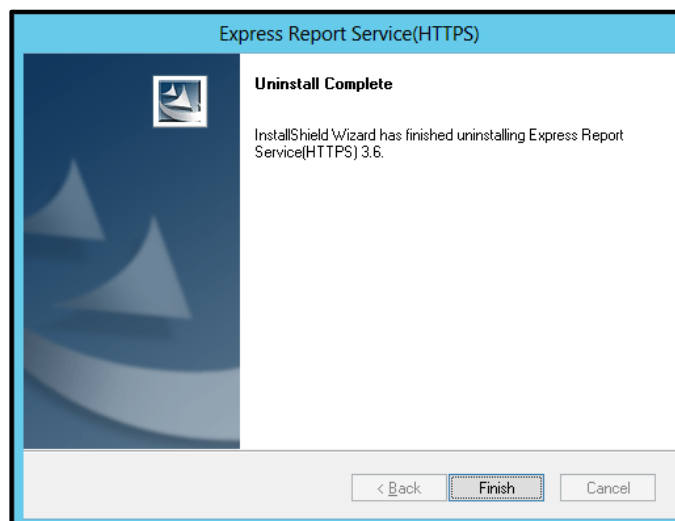 Express Report Service(HTTPS)
Uninstall Complete
InstallShield Wizard has finished uninstalling Express Report
Service(HTTPS) 3.6.
< Back
Finish
Cancel